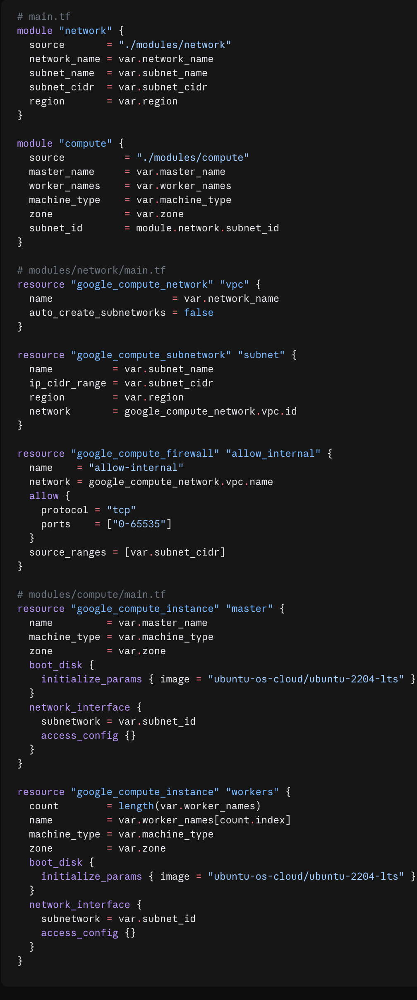 # main.tf
module "network" {
  source       = "./modules/network"
  network_name = var.network_name
  subnet_name  = var.subnet_name
  subnet_cidr  = var.subnet_cidr
  region       = var.region
}

module "compute" {
  source          = "./modules/compute"
  master_name     = var.master_name
  worker_names    = var.worker_names
  machine_type    = var.machine_type
  zone            = var.zone
  subnet_id       = module.network.subnet_id
}

# modules/network/main.tf
resource "google_compute_network" "vpc" {
  name                    = var.network_name
  auto_create_subnetworks = false
}

resource "google_compute_subnetwork" "subnet" {
  name          = var.subnet_name
  ip_cidr_range = var.subnet_cidr
  region        = var.region
  network       = google_compute_network.vpc.id
}

resource "google_compute_firewall" "allow_internal" {
  name    = "allow-internal"
  network = google_compute_network.vpc.name
  allow {
    protocol = "tcp"
    ports    = ["0-65535"]
  }
  source_ranges = [var.subnet_cidr]
}

# modules/compute/main.tf
resource "google_compute_instance" "master" {
  name         = var.master_name
  machine_type = var.machine_type
  zone         = var.zone
  boot_disk {
    initialize_params { image = "ubuntu-os-cloud/ubuntu-2204-lts" }
  }
  network_interface {
    subnetwork = var.subnet_id
    access_config {}
  }
}

resource "google_compute_instance" "workers" {
  count        = length(var.worker_names)
  name         = var.worker_names[count.index]
  machine_type = var.machine_type
  zone         = var.zone
  boot_disk {
    initialize_params { image = "ubuntu-os-cloud/ubuntu-2204-lts" }
  }
  network_interface {
    subnetwork = var.subnet_id
    access_config {}
  }
}